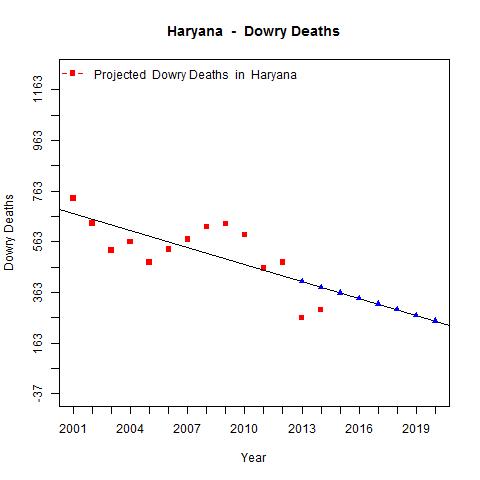 Haryana - Dowry Deaths
Projected Dowry Deaths in Haryana
1163
963
763
563
363
163
-37
Dowry Deaths
2001 2004 2007 2010 2013 2016 2019
Year